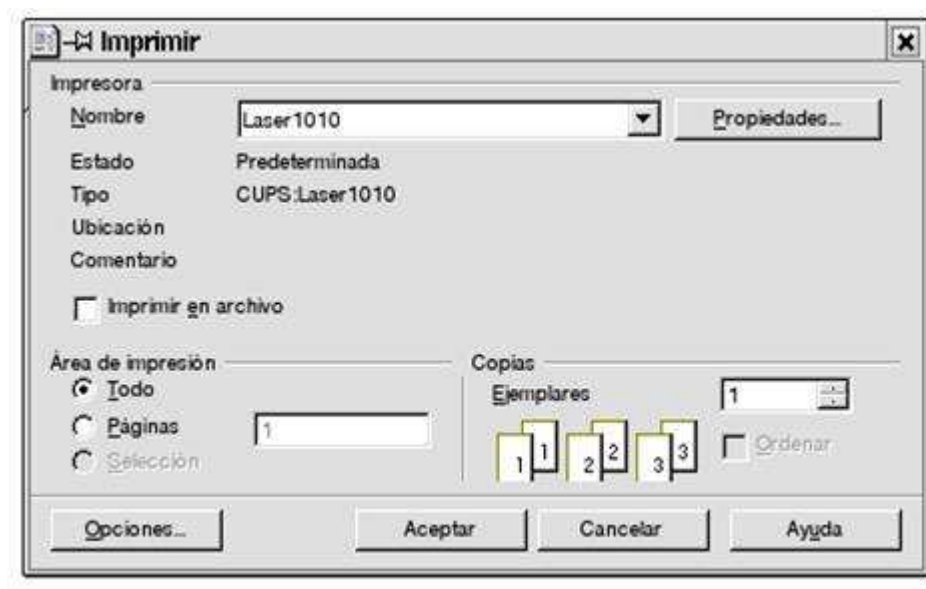 Imprimir
Impresora
Nombre Laser1010 Propiedades...
Estado Predeterminada
Tipo CUPS:Laser1010
Ubicación
Comentario
Imprimir en archivo
Área de impresión Copias
Todo Ejemplares 1
Páginas 1
1 1 2 2 3 3 Ordenar
Selección
Opciones... Aceptar Cancelar Ayuda